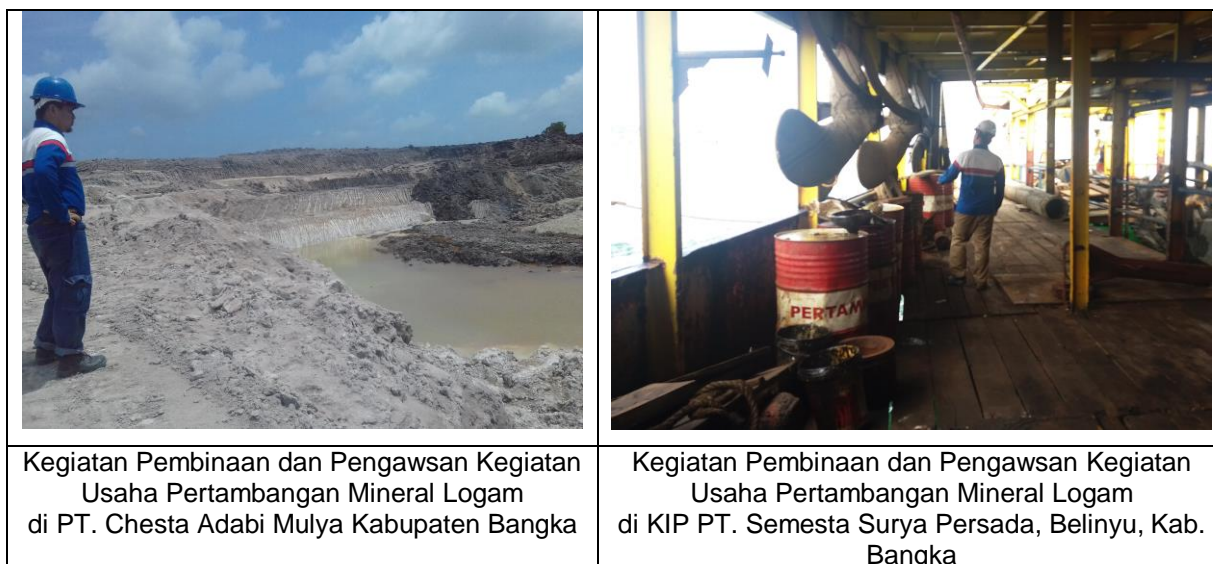 PERTAM
Kegiatan Pembinaan dan Pengawsan Kegiatan
Usaha Pertambangan Mineral Logam
di PT. Chesta Adabi Mulya Kabupaten Bangka
Kegiatan Pembinaan dan Pengawsan Kegiatan
Usaha Pertambangan Mineral Logam
di KIP PT. Semesta Surya Persada, Belinyu, Kab.
Bangka